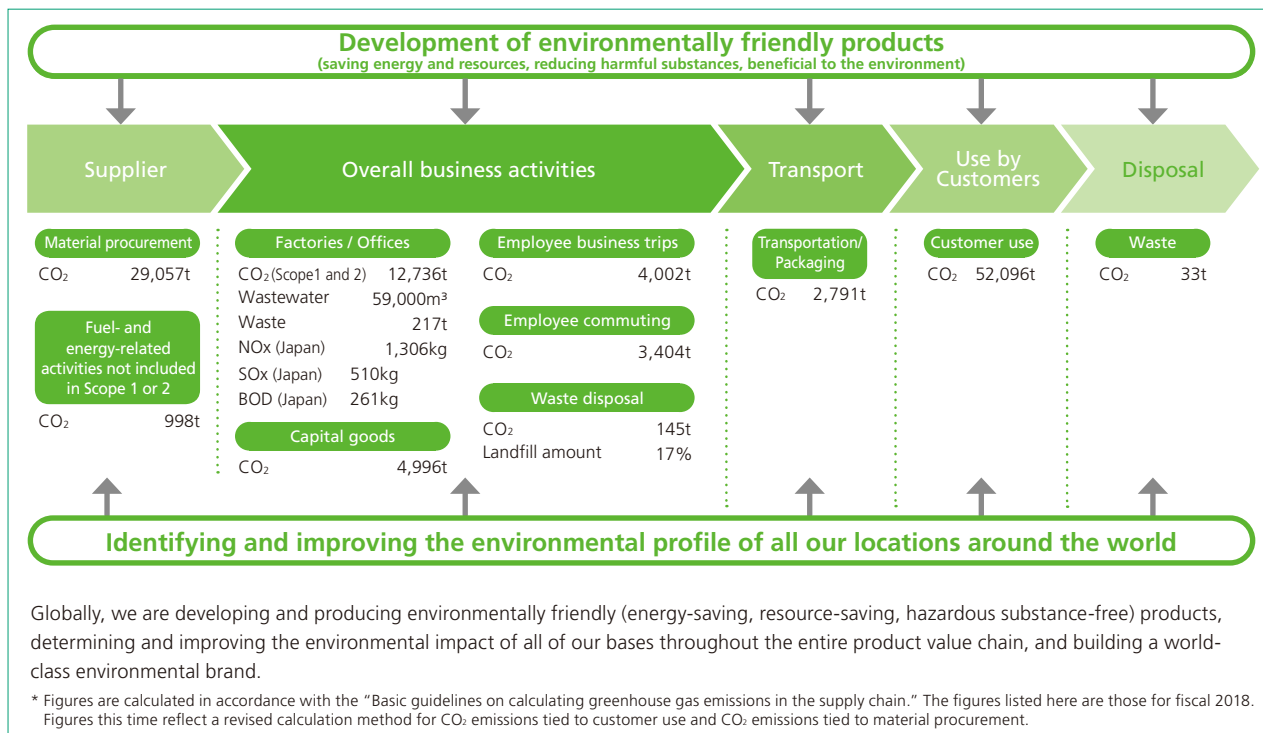 Development of environmentally friendly products
(saving energy and resources, reducing harmful substances, beneficial to the environment)
Supplier
Overall business activities
Transport
Use by
Customers
Disposal
Material procurement
CO₂ 29,057t
Fuel- and
energy-related
activities not included
in Scope 1 or 2
CO₂ 998t
Factories / Offices
CO₂ (Scope1 and 2) 12,736t
Wastewater 59,000m³
Waste 217t
NOx (Japan) 1,306kg
SOx (Japan) 510kg
BOD (Japan) 261kg
Capital goods
CO₂ 4,996t
Employee business trips
CO₂ 4,002t
Employee commuting
CO₂ 3,404t
Waste disposal
CO₂ 145t
Landfill amount 17%
Transportation/
Packaging
CO₂ 2,791t
Customer use
CO₂ 52,096t
Waste
CO₂ 33t
Identifying and improving the environmental profile of all our locations around the world
Globally, we are developing and producing environmentally friendly (energy-saving, resource-saving, hazardous substance-free) products,
determining and improving the environmental impact of all of our bases throughout the entire product value chain, and building a world-
class environmental brand.
* Figures are calculated in accordance with the “Basic guidelines on calculating greenhouse gas emissions in the supply chain.” The figures listed here are those for fiscal 2018.
Figures this time reflect a revised calculation method for CO₂ emissions tied to customer use and CO₂ emissions tied to material procurement.